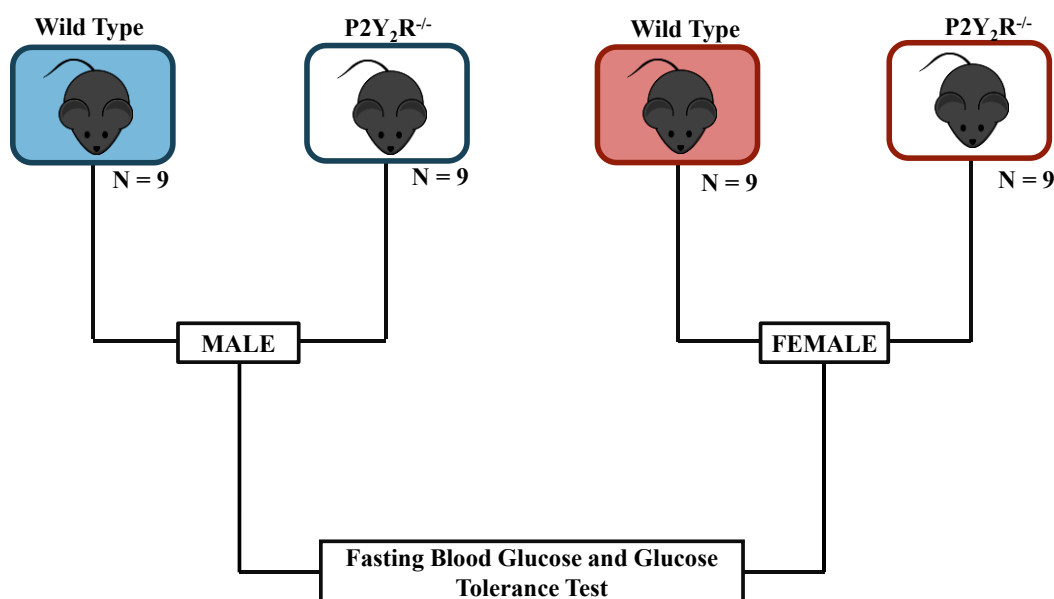 Wild Type
P2Y₂R⁻/⁻
Wild Type
P2Y₂R⁻/⁻
N = 9
N = 9
N = 9
N = 9
MALE
FEMALE
Fasting Blood Glucose and Glucose
Tolerance Test